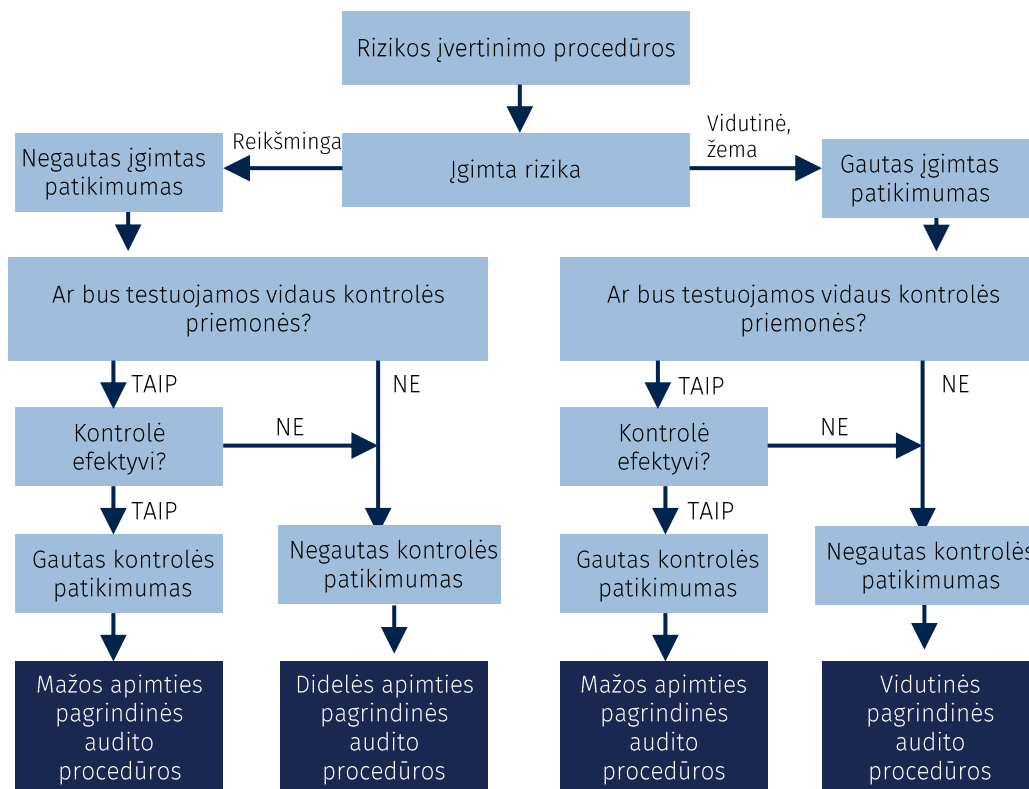 Rizikos įvertinimo procedūros
Reikšminga
Vidutinė,
žema
Negautas įgimtas
patikimumas
Įgimta rizika
Gautas įgimtas
patikimumas
Ar bus testuojamos vidaus kontrolės
priemonės?
Ar bus testuojamos vidaus kontrolės
priemonės?
TAIP
NE
TAIP
NE
Kontrolė
efektyvi?
NE
Kontrolė
efektyvi?
NE
TAIP
TAIP
Gautas kontrolės
patikimumas
Negautas kontrolės
patikimumas
Gautas kontrolės
patikimumas
Negautas kontrolės
patikimumas
Mažos apimties
pagrindinės
audito
procedūros
Didelės apimties
pagrindinės
audito
procedūros
Mažos apimties
pagrindinės
audito
procedūros
Vidutinės
pagrindinės
audito
procedūros